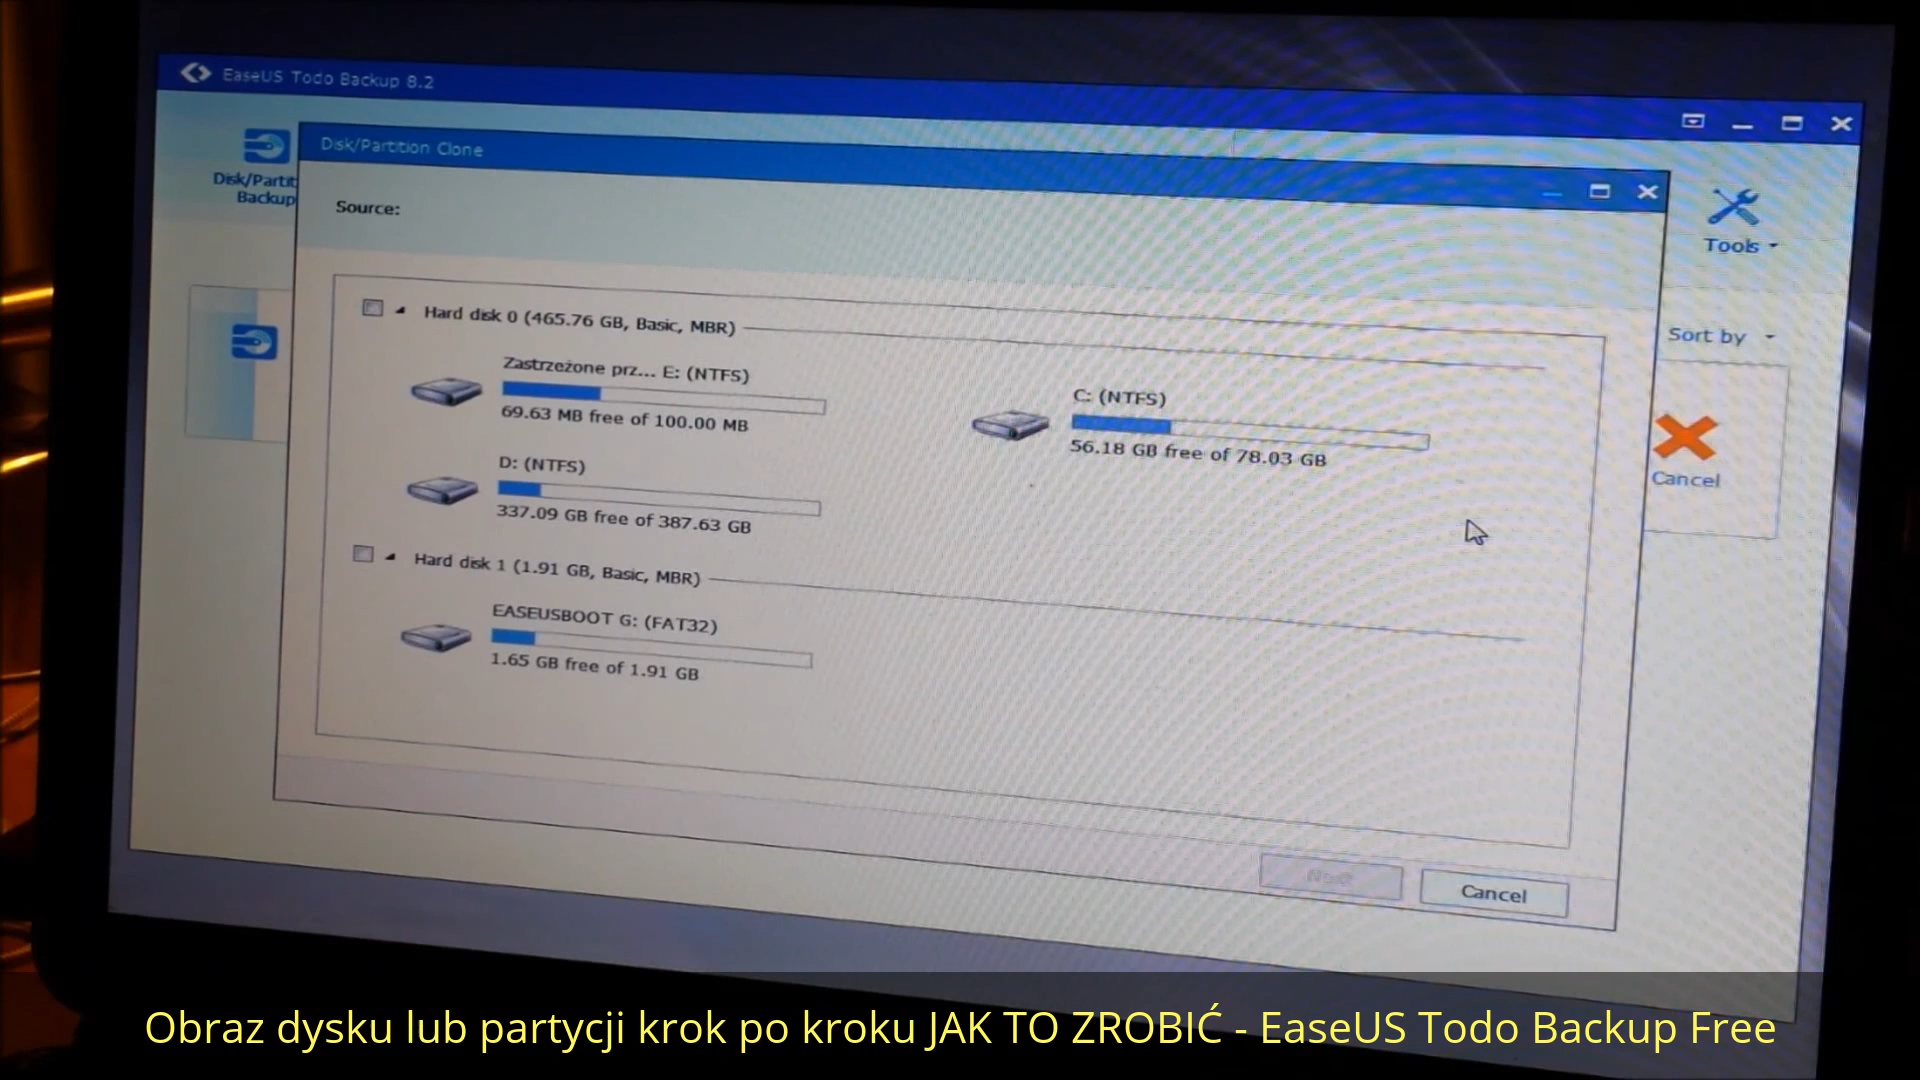 EaseUS Todo Backup 8.2
Disk/Partit
Backup
Disk/Partition Clone
Source:
Tools
Sort by
Hard disk 0 (465.76 GB, Basic, MBR)
Zastrzeżone prz... E: (NTFS)
69.63 MB free of 100.00 MB
C: (NTFS)
56.18 GB free of 78.03 GB
D: (NTFS)
337.09 GB free of 387.63 GB
Cancel
Hard disk 1 (1.91 GB, Basic, MBR)
EASEUSBOOT G: (FAT32)
1.65 GB free of 1.91 GB
Next
Cancel
Obraz dysku lub partycji krok po kroku JAK TO ZROBIĆ - EaseUS Todo Backup Free